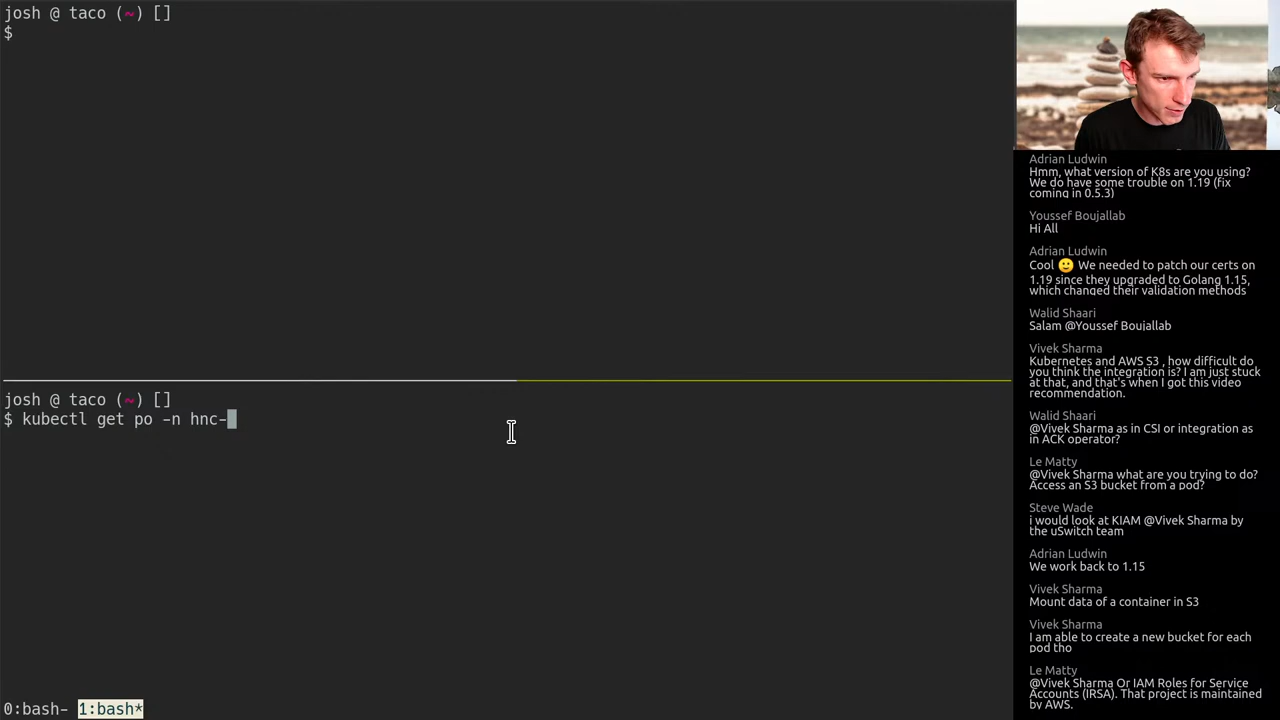 josh @ taco (~) []
$
josh @ taco (~) []
$ kubectl get po -n hnc-
0:bash- 1:bash*
Adrian Ludwin
Hmm, what version of K8s are you using?
We do have some trouble on 1.19 (fix
coming in 0.5.3)
Youssef Boujallab
Hi All
Adrian Ludwin
Cool 🙂 We needed to patch our certs on
1.19 since they upgraded to Golang 1.15,
which changed their validation methods
Walid Shaari
Salam @Youssef Boujallab
Vivek Sharma
Kubernetes and AWS S3 , how difficult do
you think the integration is? I am just stuck
at that, and that's when I got this video
recommendation.
Walid Shaari
@Vivek Sharma as in CSI or integration as
in ACK operator?
Le Matty
@Vivek Sharma what are you trying to do?
Access an S3 bucket from a pod?
Steve Wade
i would look at KIAM @Vivek Sharma by
the uSwitch team
Adrian Ludwin
We work back to 1.15
Vivek Sharma
Mount data of a container in S3
Vivek Sharma
I am able to create a new bucket for each
pod tho
Le Matty
@Vivek Sharma Or IAM Roles for Service
Accounts (IRSA). That project is maintained
by AWS.